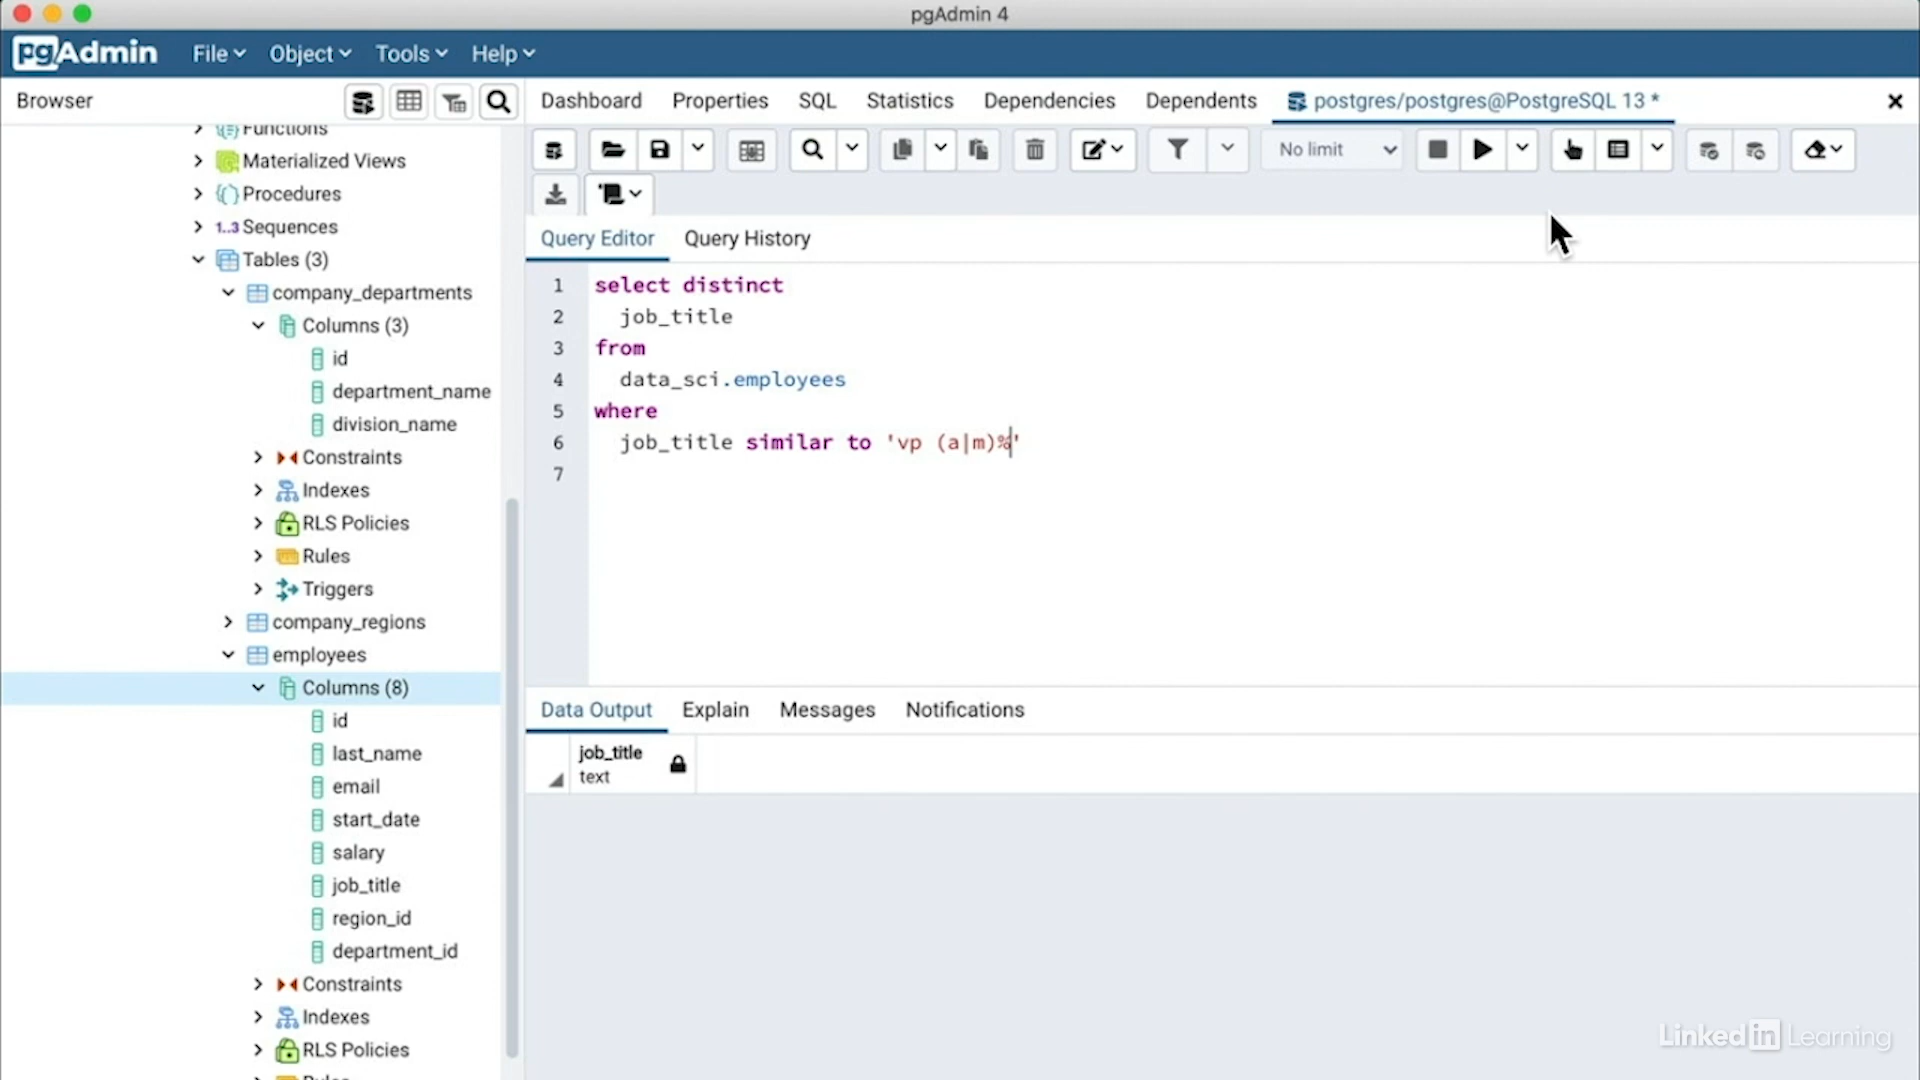 pgAdmin 4
pgAdmin File Object Tools Help
Browser
Dashboard Properties SQL Statistics Dependencies Dependents postgres/postgres@PostgreSQL 13 *
No limit
Functions
Materialized Views
Procedures
1..3 Sequences
Tables (3)
company_departments
Columns (3)
id
department_name
division_name
Constraints
Indexes
RLS Policies
Rules
Triggers
company_regions
employees
Columns (8)
id
last_name
email
start_date
salary
job_title
region_id
department_id
Constraints
Indexes
RLS Policies
Rules
Query Editor Query History
1 select distinct
2 job_title
3 from
4 data_sci.employees
5 where
6 job_title similar to 'vp (a|m)%'
7
Data Output Explain Messages Notifications
job_title
text
LinkedIn Learning